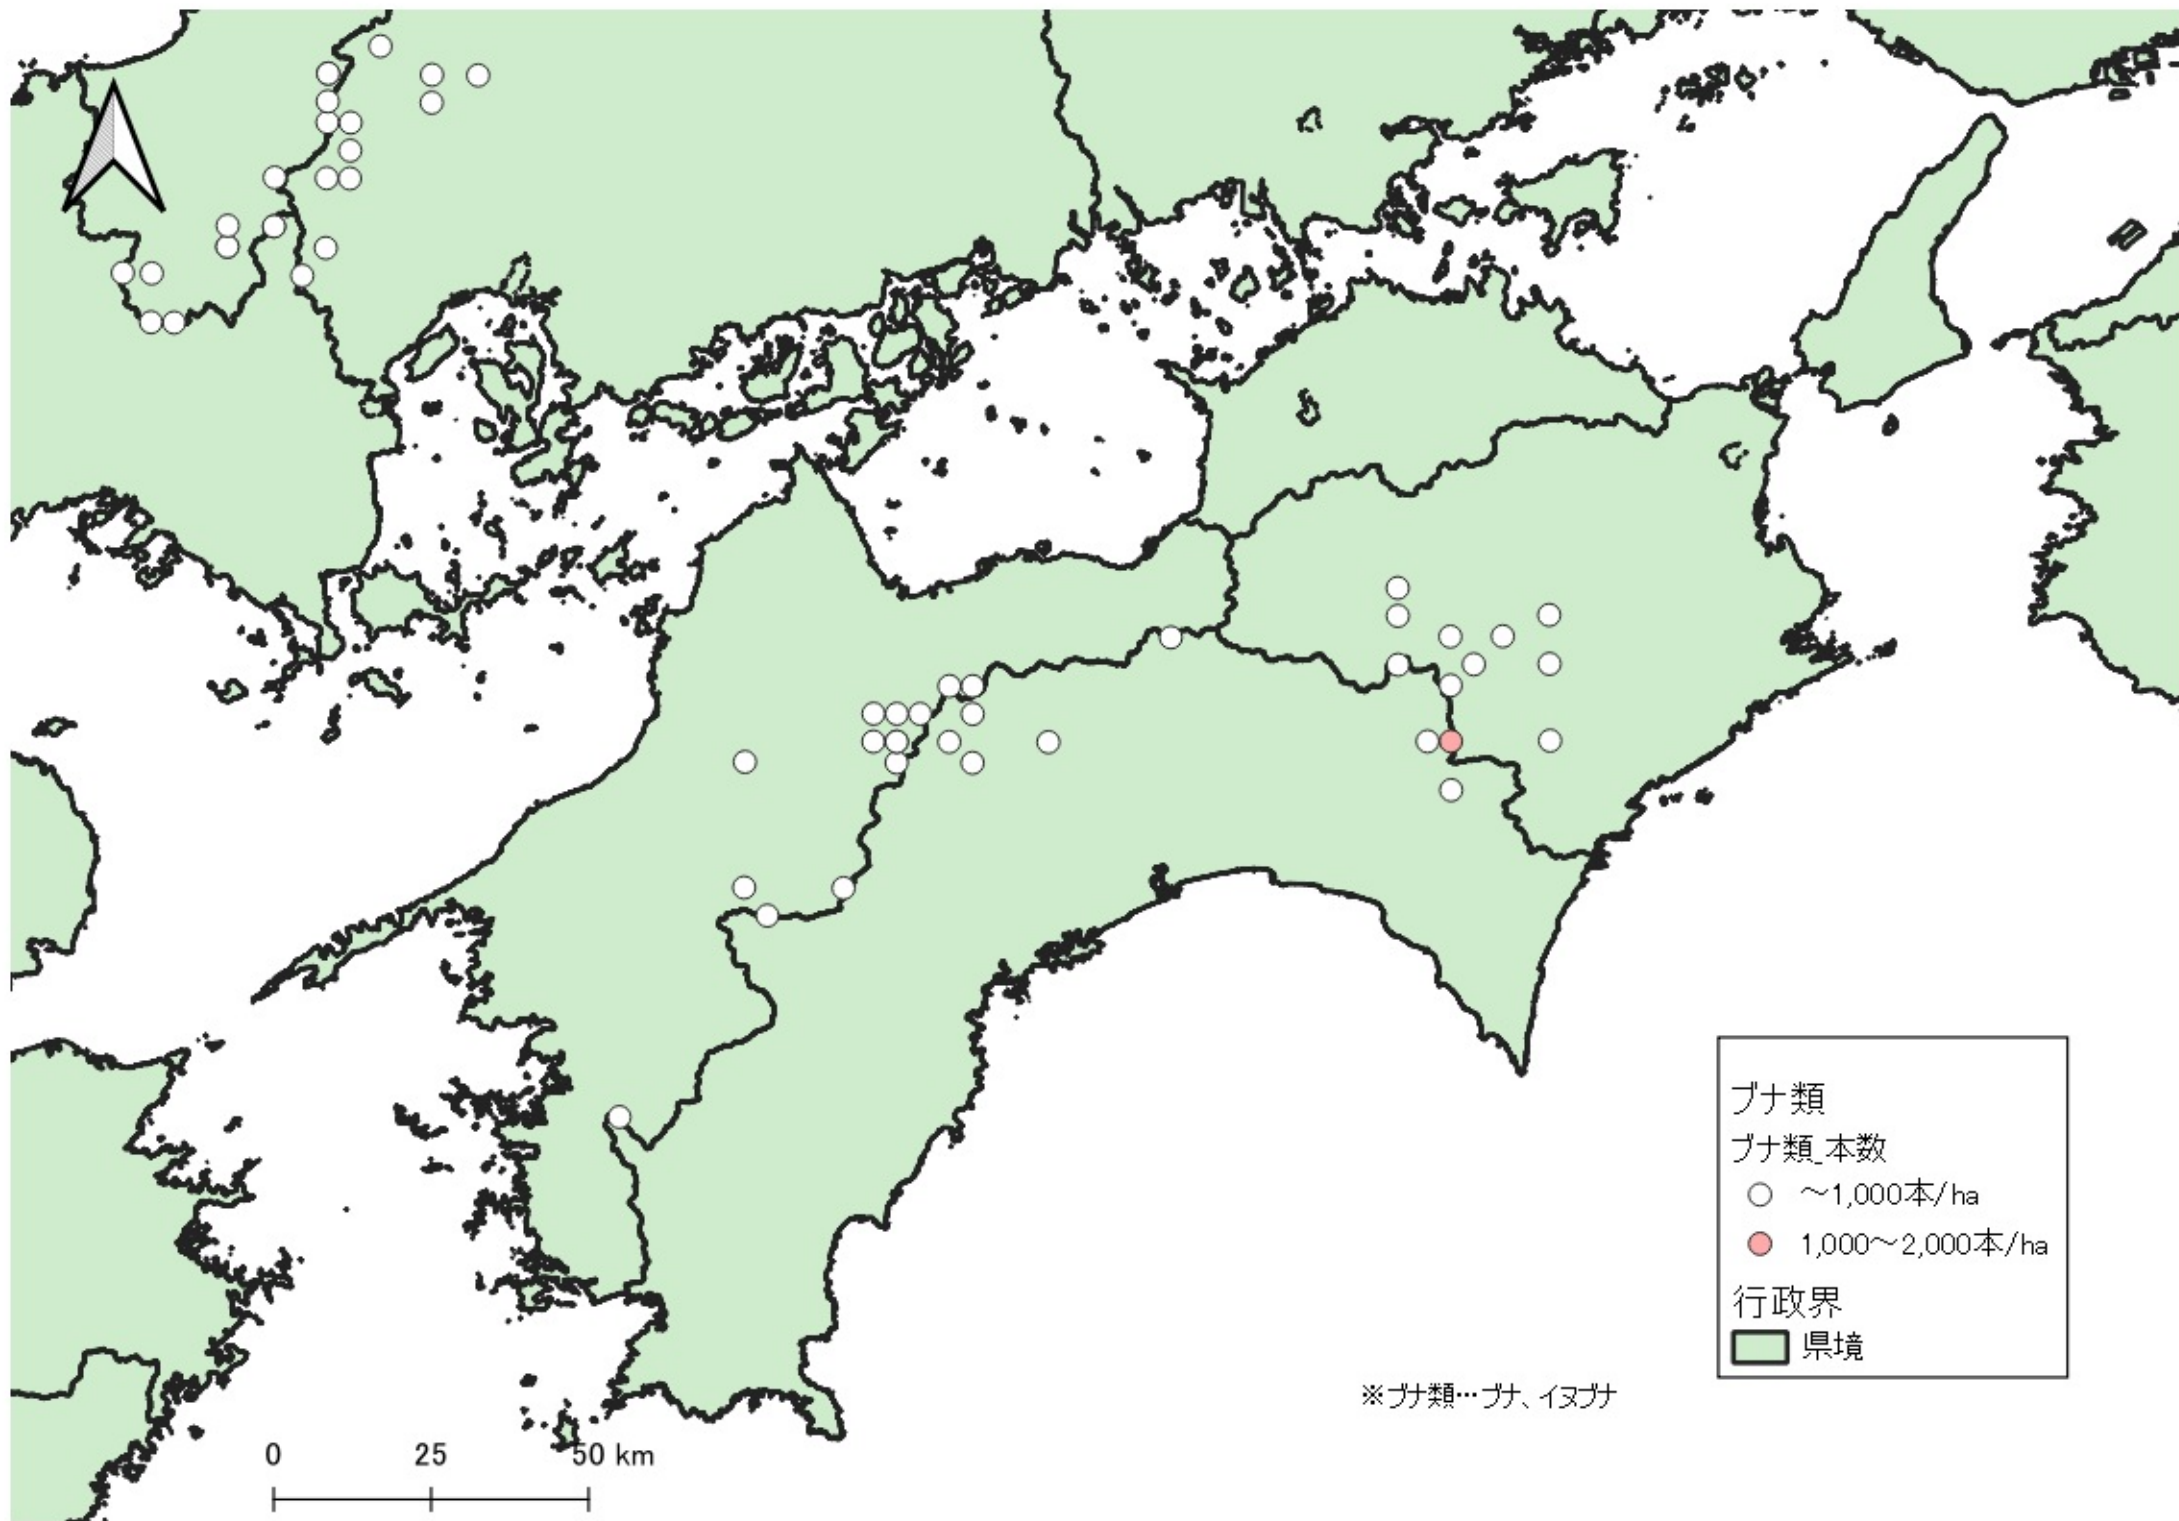 ブナ類
ブナ類_本数
～1,000本/ha
1,000～2,000本/ha
行政界
県境
※ブナ類…ブナ、イヌブナ
0 25 50 km